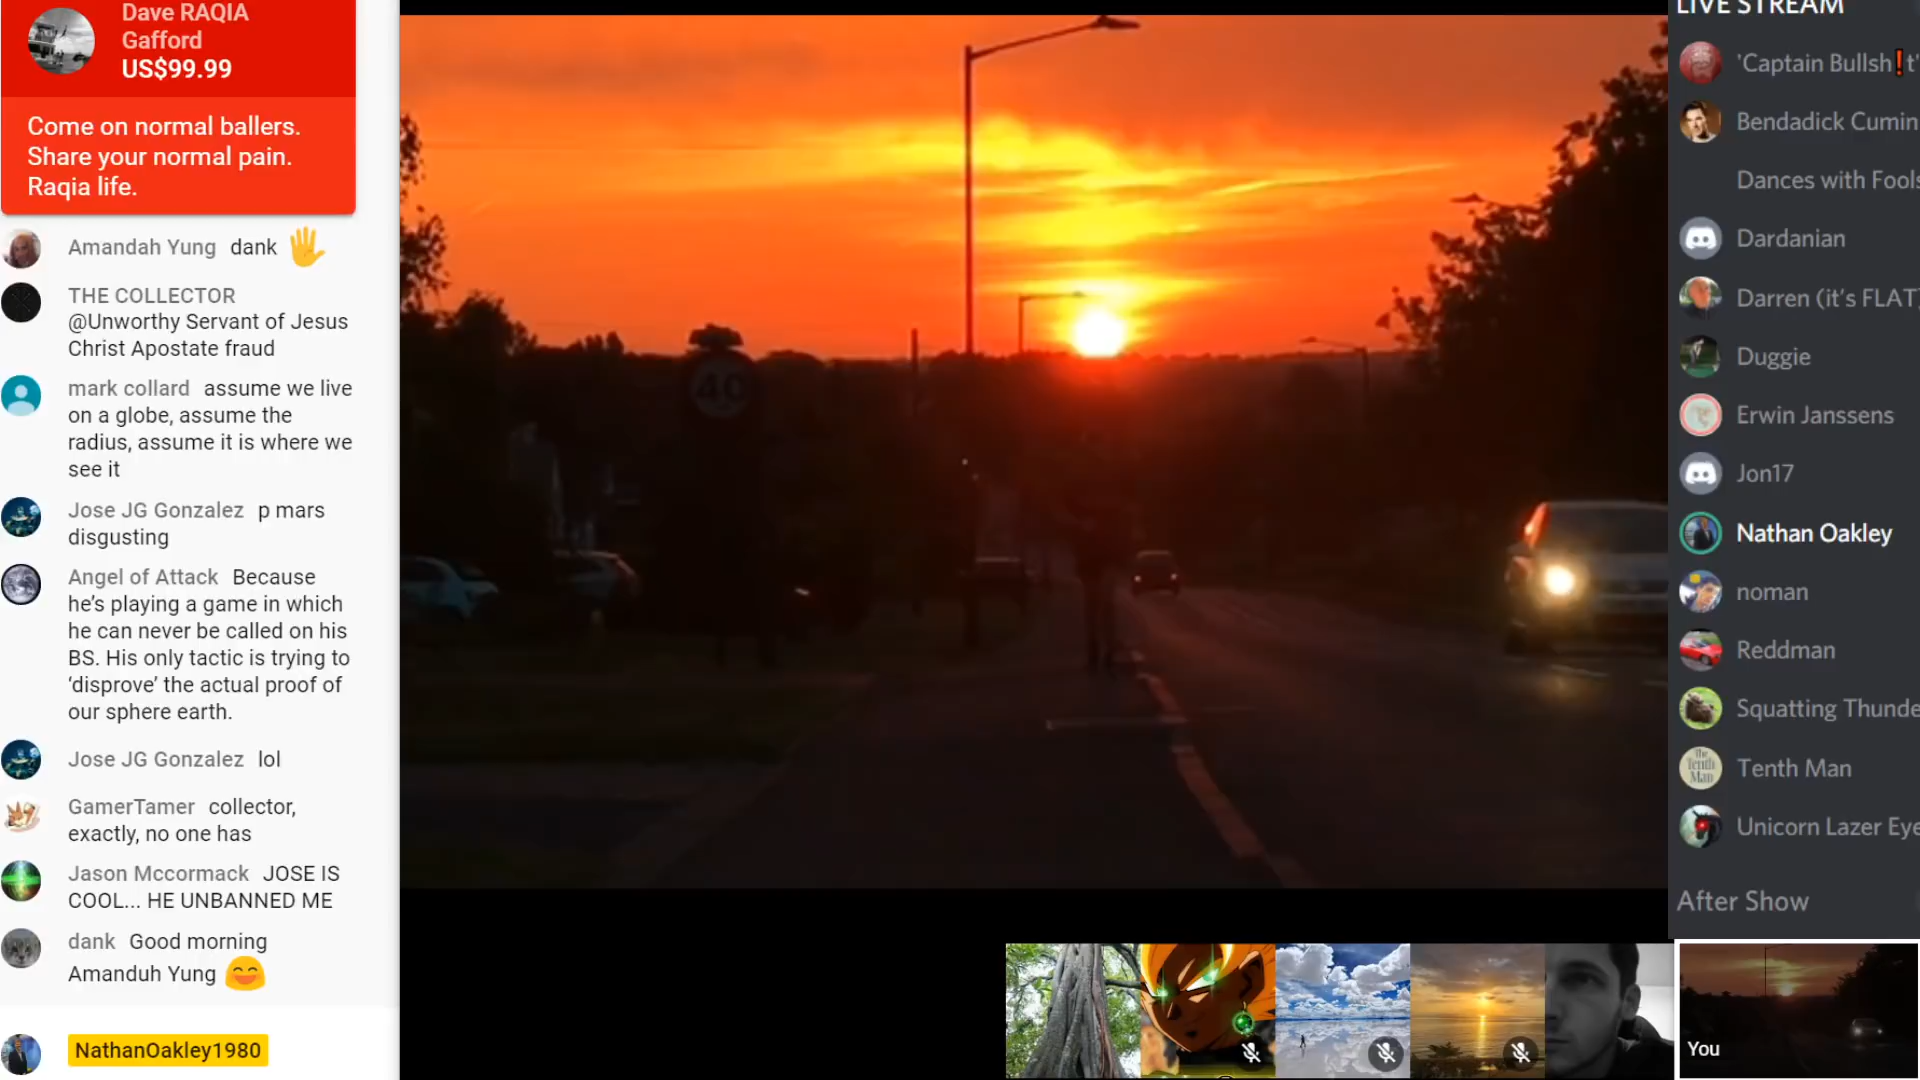 Dave RAQIA
Gafford
US$99.99
Come on normal ballers.
Share your normal pain.
Raqia life.
Amandah Yung dank
THE COLLECTOR
@Unworthy Servant of Jesus
Christ Apostate fraud
mark collard assume we live
on a globe, assume the
radius, assume it is where we
see it
Jose JG Gonzalez p mars
disgusting
Angel of Attack Because
he's playing a game in which
he can never be called on his
BS. His only tactic is trying to
‘disprove’ the actual proof of
our sphere earth.
Jose JG Gonzalez lol
GamerTamer collector,
exactly, no one has
Jason Mccormack JOSE IS
COOL... HE UNBANNED ME
dank Good morning
Amanduh Yung
NathanOakley1980
40
LIVE STREAM
'Captain Bullsh❗t'
Bendadick Cumin
Dances with Fools
Dardanian
Darren (it's FLAT)
Duggie
Erwin Janssens
Jon17
Nathan Oakley
noman
Reddman
Squatting Thunde
The Tenth Man
Tenth Man
Unicorn Lazer Eye
After Show
You